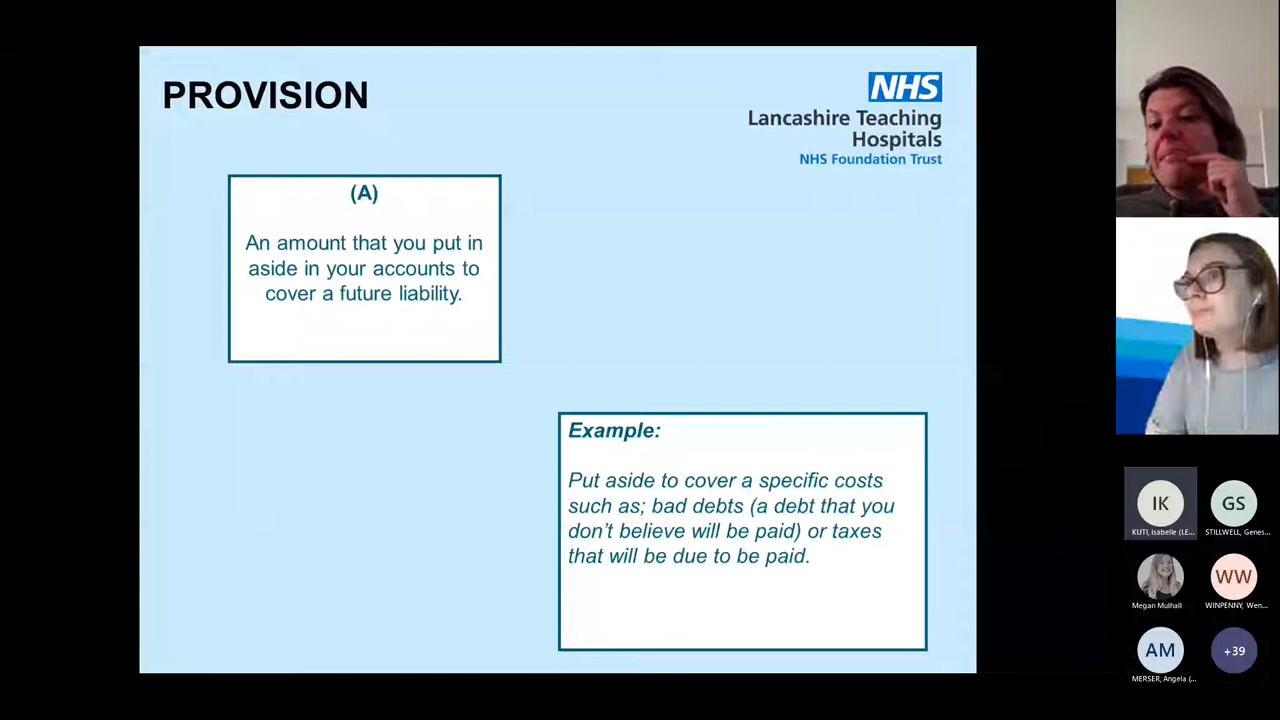 PROVISION
NHS
Lancashire Teaching
Hospitals
NHS Foundation Trust
(A)
An amount that you put in
aside in your accounts to
cover a future liability.
Example:
Put aside to cover a specific costs
such as; bad debts (a debt that you
don't believe will be paid) or taxes
that will be due to be paid.
IK
GS
KUTI, Isabelle (LE...
STILLWELL, Genes...
WW
Megan Mulhall
WINPENNY, Wen...
AM
+39
MERSER, Angela (...